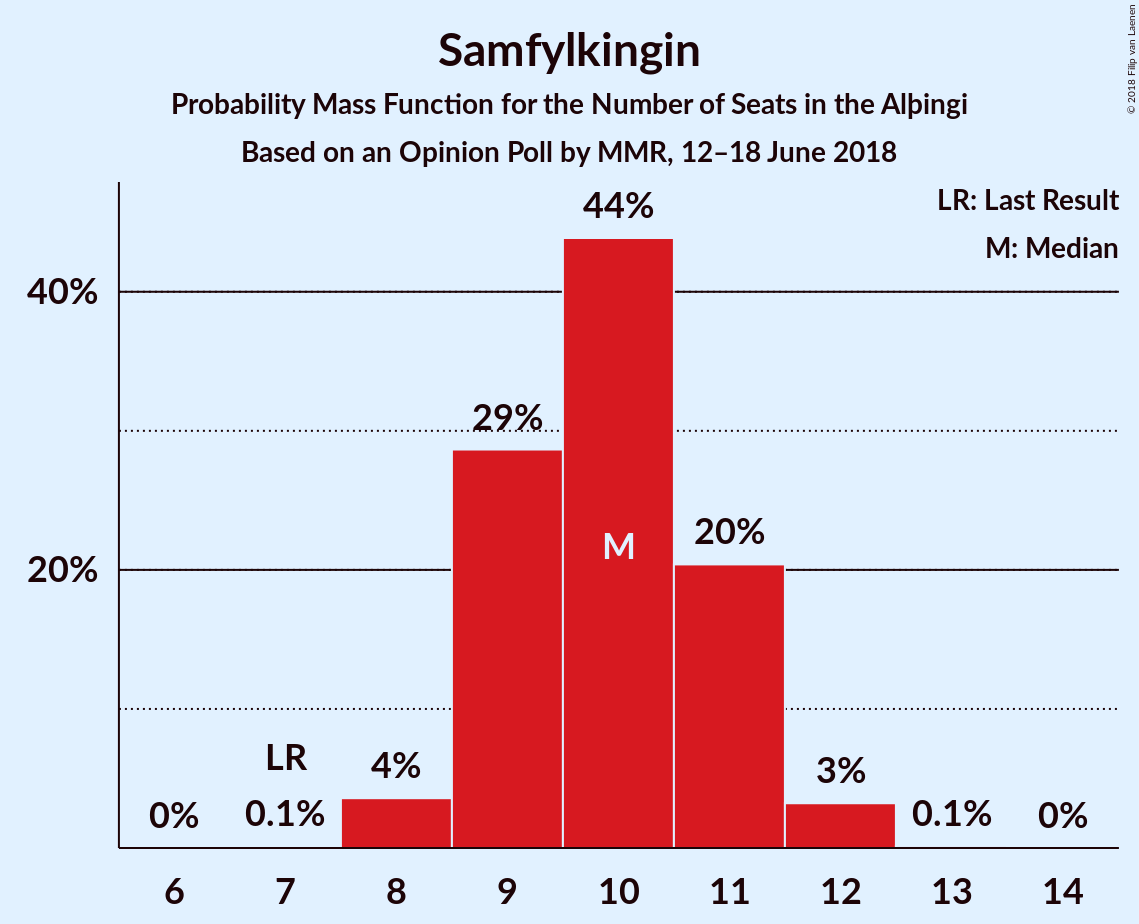 Samfylkingin
Probability Mass Function for the Number of Seats in the Alþingi
Based on an Opinion Poll by MMR, 12–18 June 2018
© 2018 Filip van Laenen
LR: Last Result
M: Median
44%
40%
29%
20%
M
20%
LR
4%
3%
0%
0.1%
0.1%
0%
6 7 8 9 10 11 12 13 14